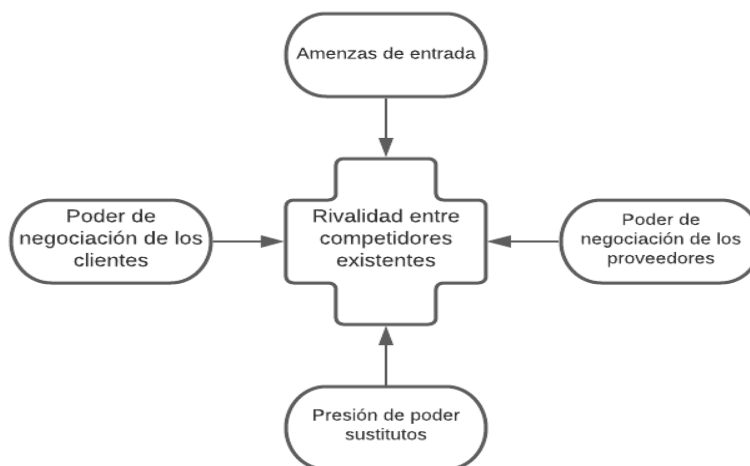 Amenzas de entrada
Poder de
negociación de los
clientes
Rivalidad entre
competidores
existentes
Poder de
negociación de los
proveedores
Presión de poder
sustitutos